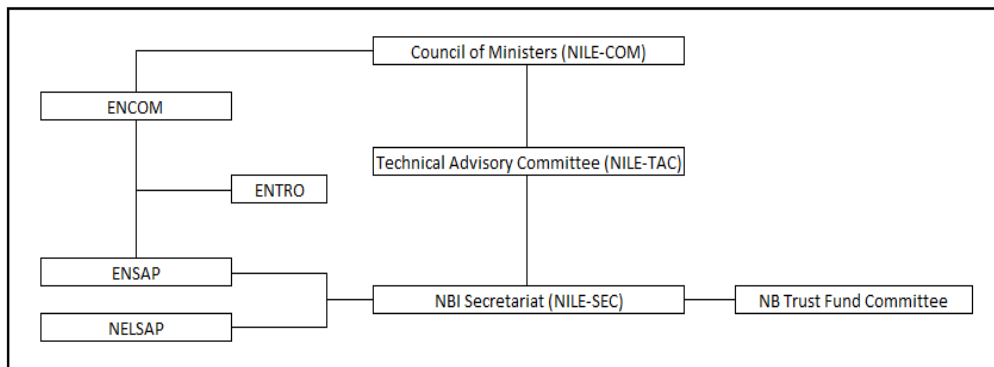 Council of Ministers (NILE-COM)
ENCOM
Technical Advisory Committee (NILE-TAC)
ENTRO
ENSAP
NBI Secretariat (NILE-SEC)
NB Trust Fund Committee
NELSAP